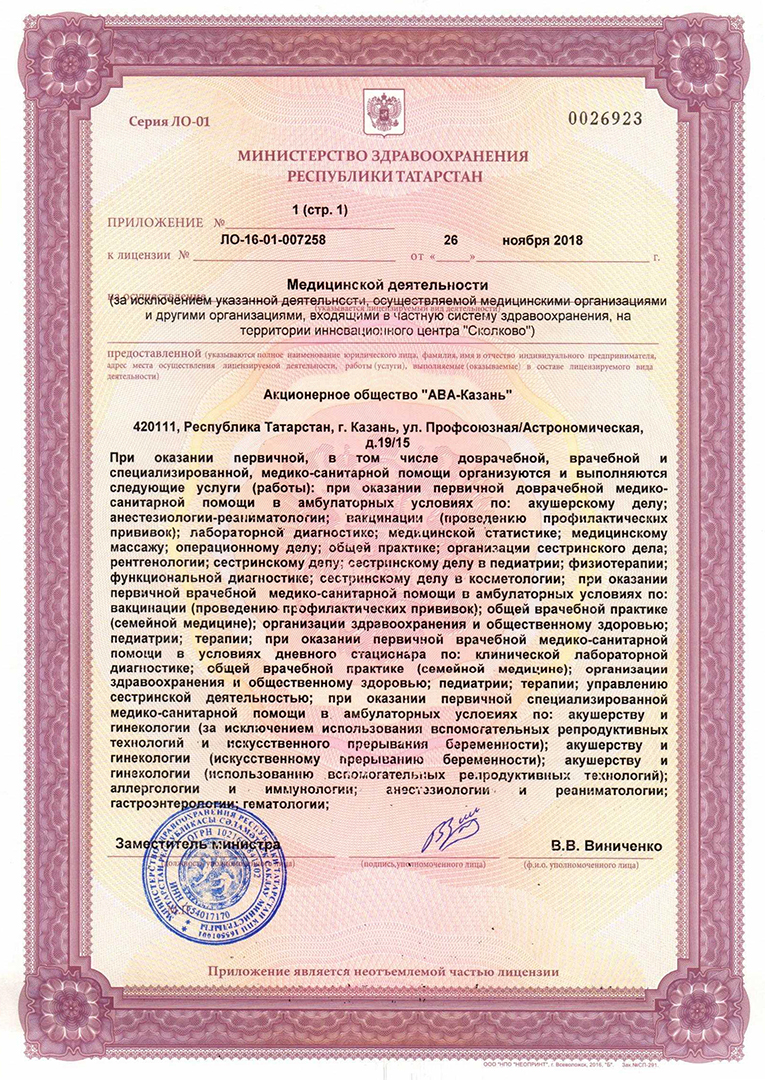 Серия ЛО-01
0026923
МИНИСТЕРСТВО ЗДРАВООХРАНЕНИЯ
РЕСПУБЛИКИ ТАТАРСТАН
ПРИЛОЖЕНИЕ № 1 (стр. 1)
к лицензии № ЛО-16-01-007258 от « 26 » ноября 2018 г.
Медицинской деятельности
на осуществление
(за исключением указанной деятельности, осуществляемой медицинскими организациями
(указывается лицензируемый вид деятельности)
и другими организациями, входящими в частную систему здравоохранения, на
территории инновационного центра "Сколково")
предоставленной (указываются полное наименование юридического лица, фамилия, имя и отчество индивидуального предпринимателя,
адрес места осуществления лицензируемой деятельности, работы (услуги), выполняемые (оказываемые) в составе лицензируемого вида
деятельности)
Акционерное общество "АВА-Казань"
420111, Республика Татарстан, г. Казань, ул. Профсоюзная/Астрономическая,
д.19/15
При оказании первичной, в том числе доврачебной, врачебной и
специализированной, медико-санитарной помощи организуются и выполняются
следующие услуги (работы): при оказании первичной доврачебной медико-
санитарной помощи в амбулаторных условиях по: акушерскому делу;
анестезиологии-реаниматологии; вакцинации (проведению профилактических
прививок); лабораторной диагностике; медицинской статистике; медицинскому
массажу; операционному делу; общей практике; организации сестринского дела;
рентгенологии; сестринскому делу; сестринскому делу в педиатрии; физиотерапии;
функциональной диагностике; сестринскому делу в косметологии; при оказании
первичной врачебной медико-санитарной помощи в амбулаторных условиях по:
вакцинации (проведению профилактических прививок); общей врачебной практике
(семейной медицине); организации здравоохранения и общественному здоровью;
педиатрии; терапии; при оказании первичной врачебной медико-санитарной
помощи в условиях дневного стационара по: клинической лабораторной
диагностике; общей врачебной практике (семейной медицине); организации
здравоохранения и общественному здоровью; педиатрии; терапии; управлению
сестринской деятельностью; при оказании первичной специализированной
медико-санитарной помощи в амбулаторных условиях по: акушерству и
гинекологии (за исключением использования вспомогательных репродуктивных
технологий и искусственного прерывания беременности); акушерству и
гинекологии (искусственному прерыванию беременности); акушерству и
гинекологии (использованию вспомогательных репродуктивных технологий);
аллергологии и иммунологии; анестезиологии и реаниматологии;
гастроэнтерологии; гематологии;
Заместитель министра
В.В. Виниченко
(подпись уполномоченного лица)
(ф.и.о. уполномоченного лица)
Приложение является неотъемлемой частью лицензии
ООО "НПО "НЕОПРИНТ", г. Всеволожск, 2016, "Б". Зак.№СП-291.